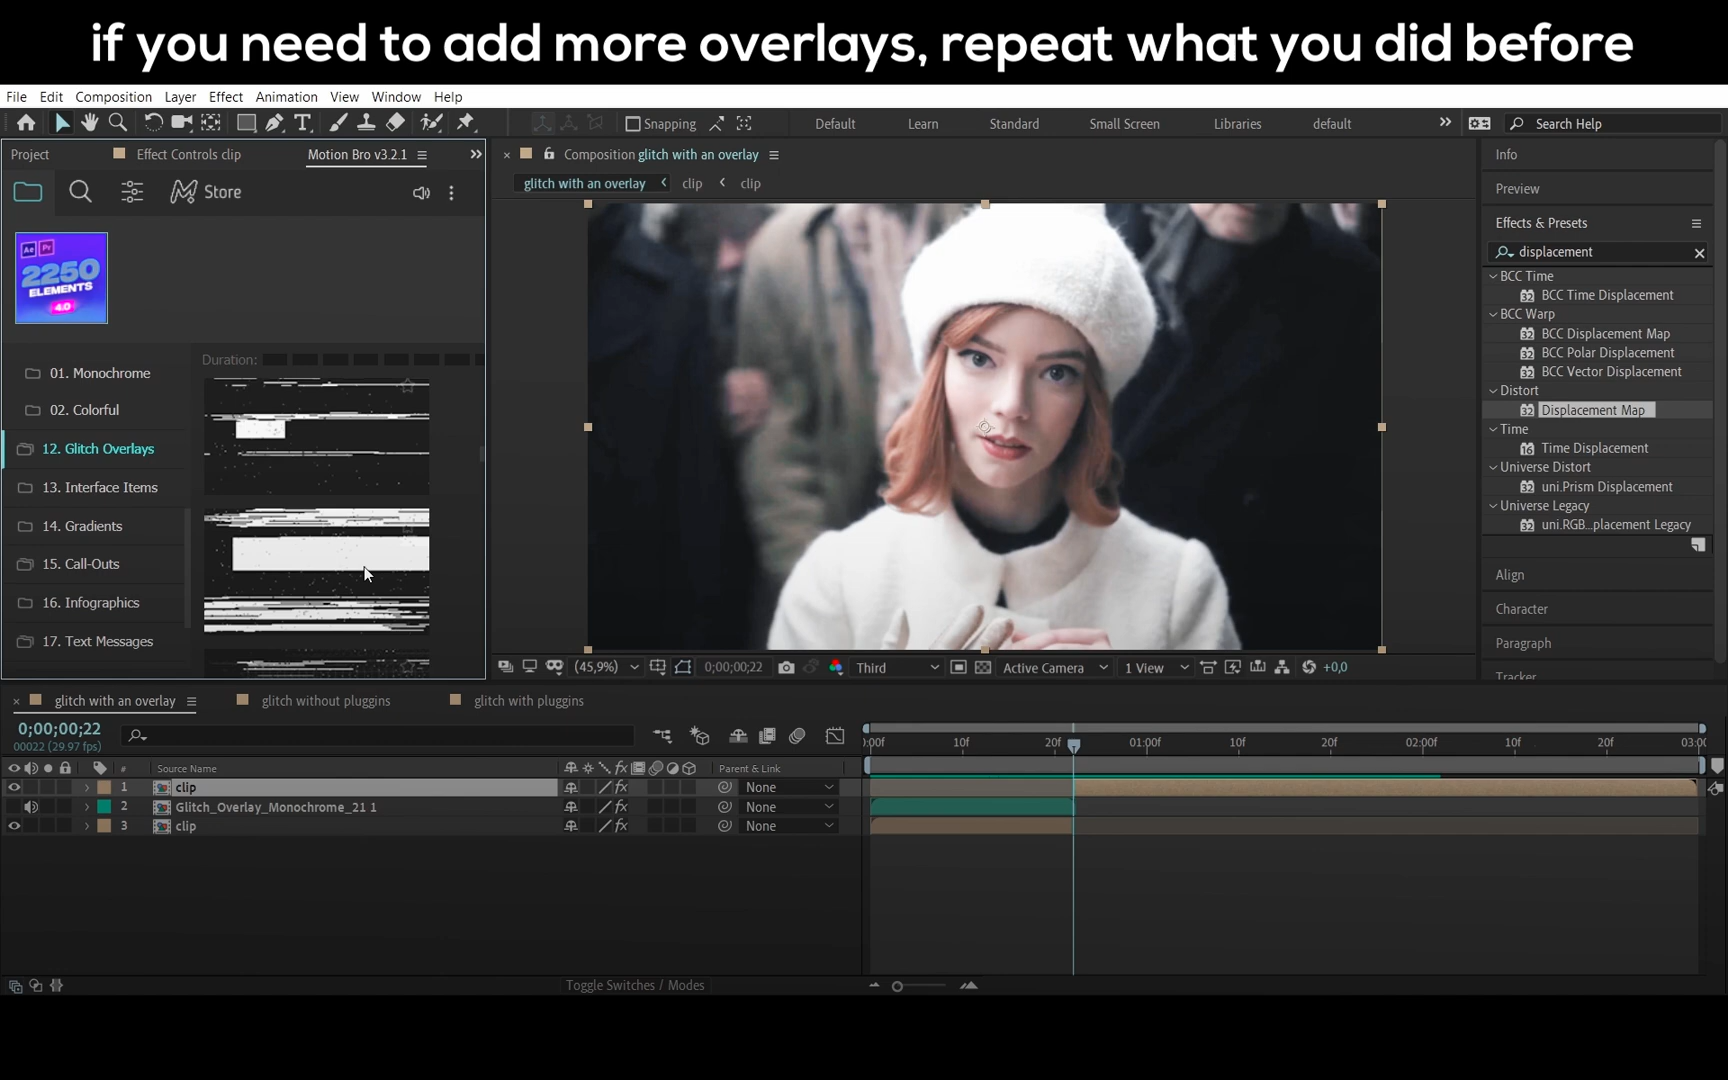 if you need to add more overlays, repeat what you did before
File Edit Composition Layer Effect Animation View Window Help
Snapping Default Learn Standard Small Screen Libraries default Search Help
Project Effect Controls clip Motion Bro v3.2.1
Composition glitch with an overlay
Info
glitch with an overlay clip clip
Store
Preview
Effects & Presets
displacement
Ae Pr
2250
ELEMENTS
4.0
BCC Time
BCC Time Displacement
BCC Warp
BCC Displacement Map
BCC Polar Displacement
BCC Vector Displacement
Distort
Displacement Map
Time
Time Displacement
Universe Distort
uni.Prism Displacement
Universe Legacy
uni.RGB...placement Legacy
Duration:
01. Monochrome
02. Colorful
12. Glitch Overlays
13. Interface Items
14. Gradients
15. Call-Outs
16. Infographics
17. Text Messages
Align
Character
Paragraph
Tracker
(45,9%) 0;00;00;22 Third Active Camera 1 View +0,0
glitch with an overlay glitch without pluggins glitch with pluggins
0;00;00;22
00022 (29.97 fps)
:00f 10f 20f 01:00f 10f 20f 02:00f 10f 20f 03:0
# Source Name Parent & Link
1 clip None
2 Glitch_Overlay_Monochrome_21 1 None
3 clip None
Toggle Switches / Modes